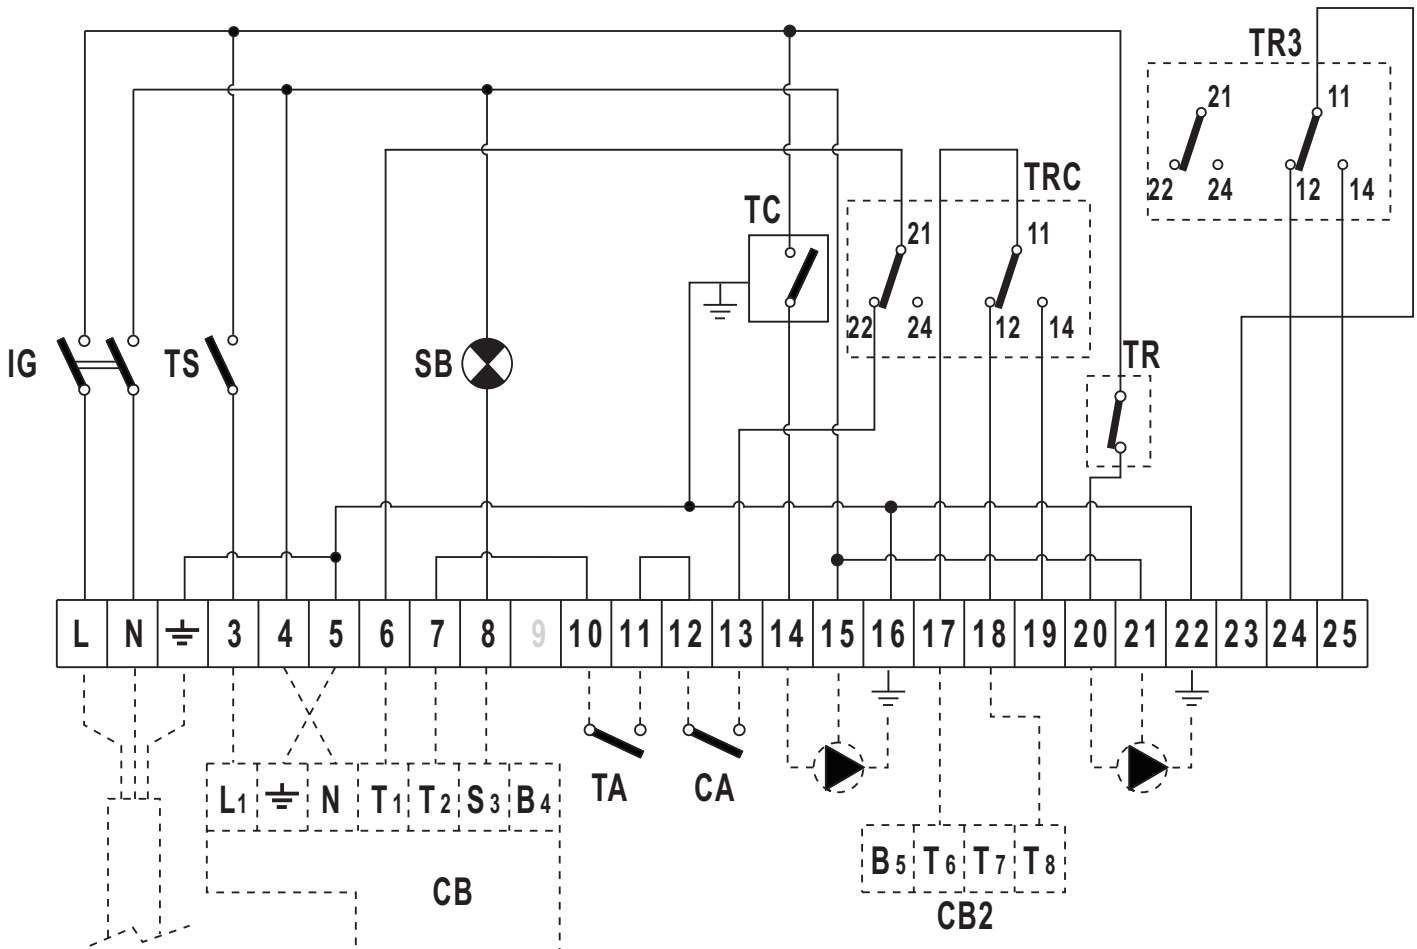 TR3
21 11
22 24 12 14
TRC
TC
21 11
22 24 12 14
TR
IG TS SB
L N 3 4 5 6 7 8 9 10 11 12 13 14 15 16 17 18 19 20 21 22 23 24 25
TA CA
L1 N T1 T2 S3 B4
CB
B5 T6 T7 T8
CB2